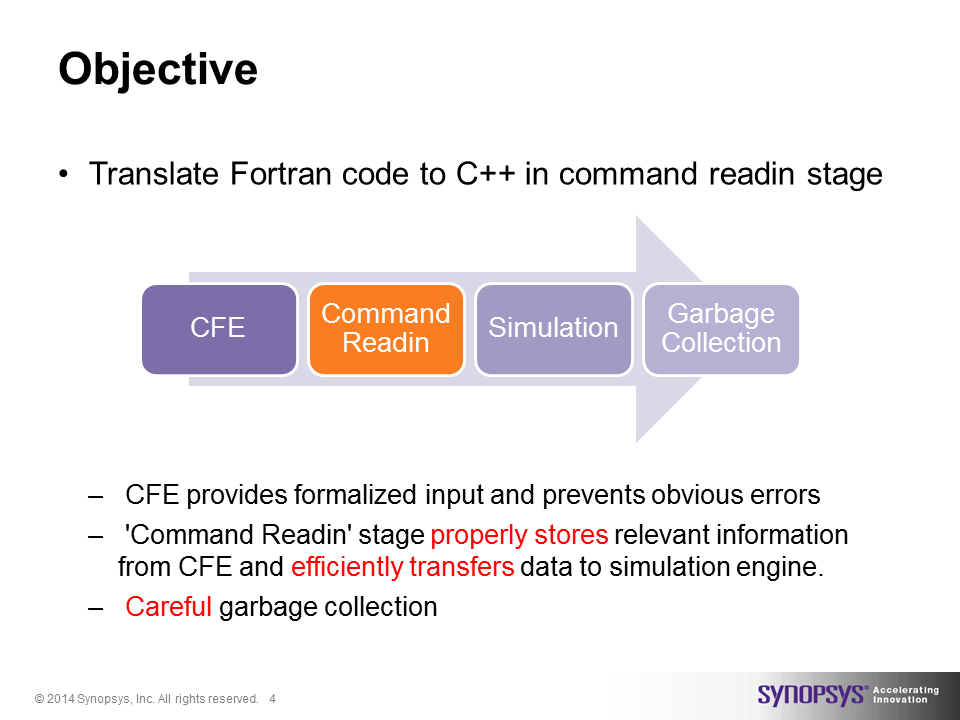 Objective
• Translate Fortran code to C++ in command readin stage
CFE
Command
Readin
Simulation
Garbage
Collection
– CFE provides formalized input and prevents obvious errors
– 'Command Readin' stage properly stores relevant information
from CFE and efficiently transfers data to simulation engine.
– Careful garbage collection
© 2014 Synopsys, Inc. All rights reserved. 4
SYNOPSYS® Accelerating
Innovation